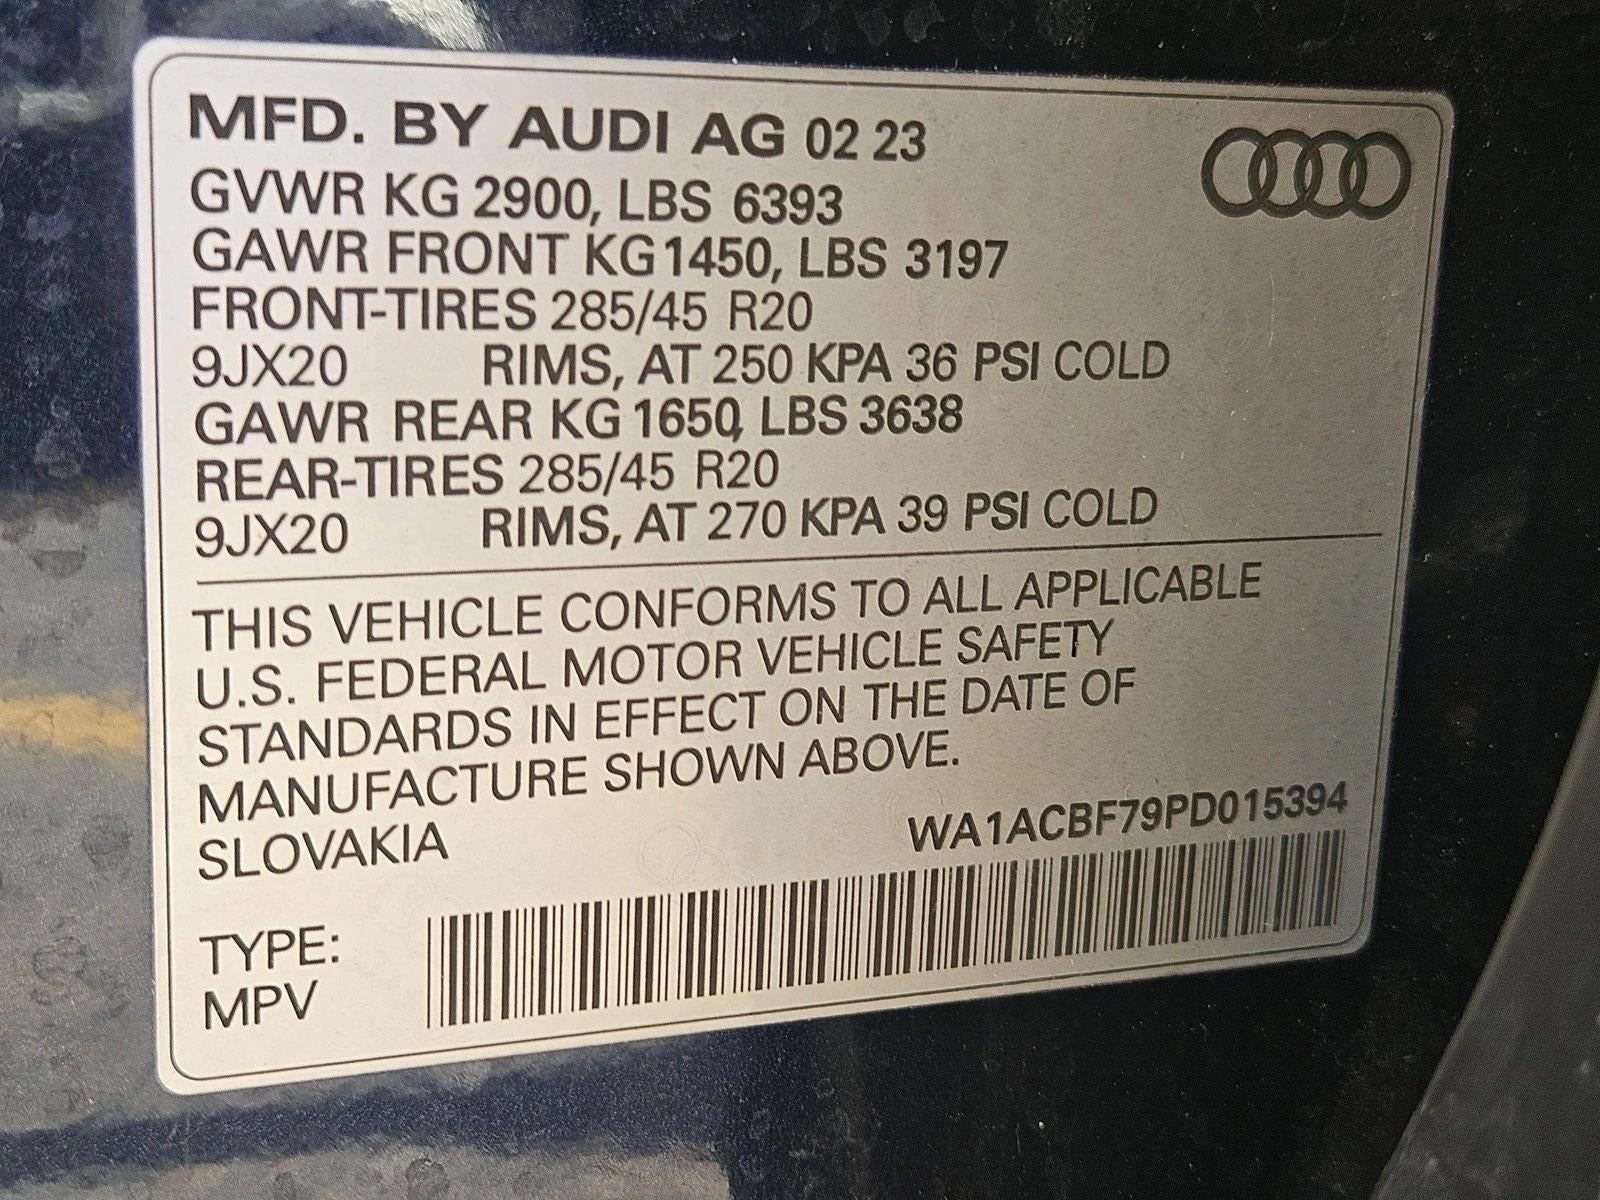 MFD. BY AUDI AG 02 23
GVWR KG 2900, LBS 6393
GAWR FRONT KG 1450, LBS 3197
FRONT-TIRES 285/45 R20
9JX20 RIMS, AT 250 KPA 36 PSI COLD
GAWR REAR KG 1650, LBS 3638
REAR-TIRES 285/45 R20
9JX20 RIMS, AT 270 KPA 39 PSI COLD
THIS VEHICLE CONFORMS TO ALL APPLICABLE
U.S. FEDERAL MOTOR VEHICLE SAFETY
STANDARDS IN EFFECT ON THE DATE OF
MANUFACTURE SHOWN ABOVE.
SLOVAKIA
WA1ACBF79PD015394
TYPE:
MPV